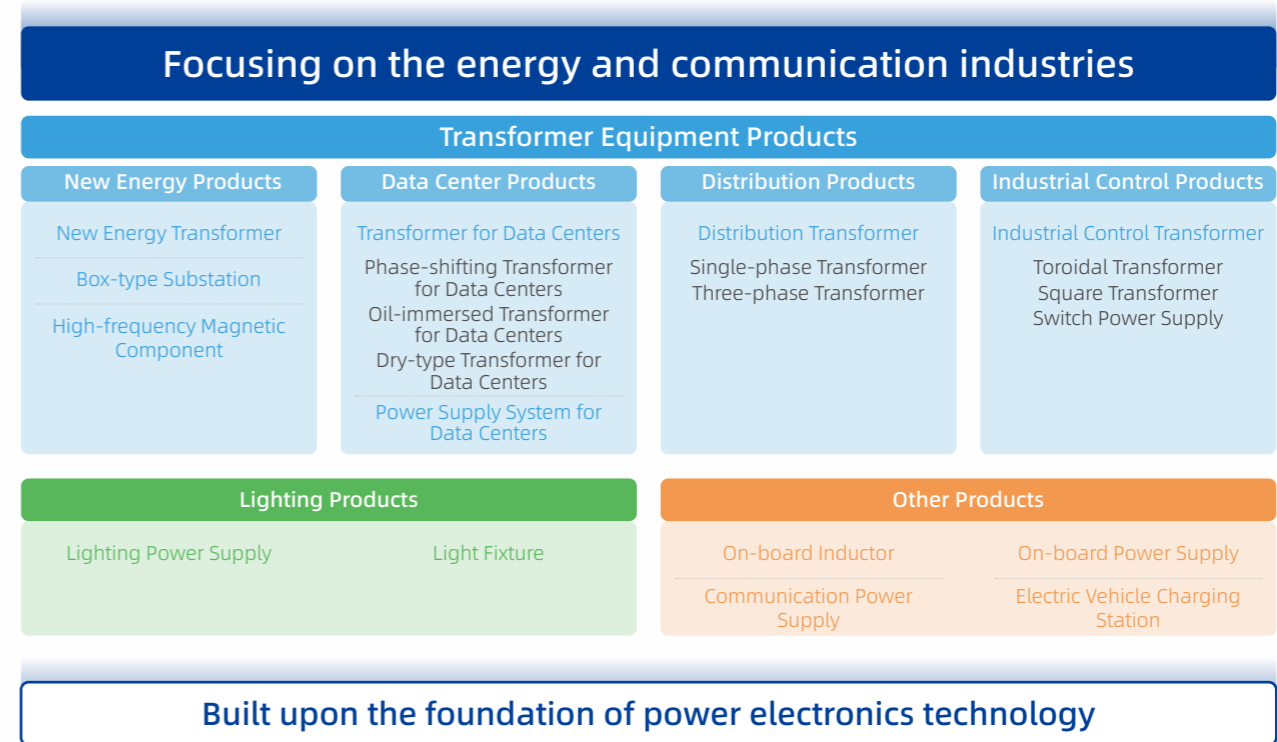 Focusing on the energy and communication industries
Transformer Equipment Products
New Energy Products
New Energy Transformer
Box-type Substation
High-frequency Magnetic
Component
Data Center Products
Transformer for Data Centers
Phase-shifting Transformer
for Data Centers
Oil-immersed Transformer
for Data Centers
Dry-type Transformer for
Data Centers
Power Supply System for
Data Centers
Distribution Products
Distribution Transformer
Single-phase Transformer
Three-phase Transformer
Industrial Control Products
Industrial Control Transformer
Toroidal Transformer
Square Transformer
Switch Power Supply
Lighting Products
Lighting Power Supply
Light Fixture
Other Products
On-board Inductor
On-board Power Supply
Communication Power
Supply
Electric Vehicle Charging
Station
Built upon the foundation of power electronics technology